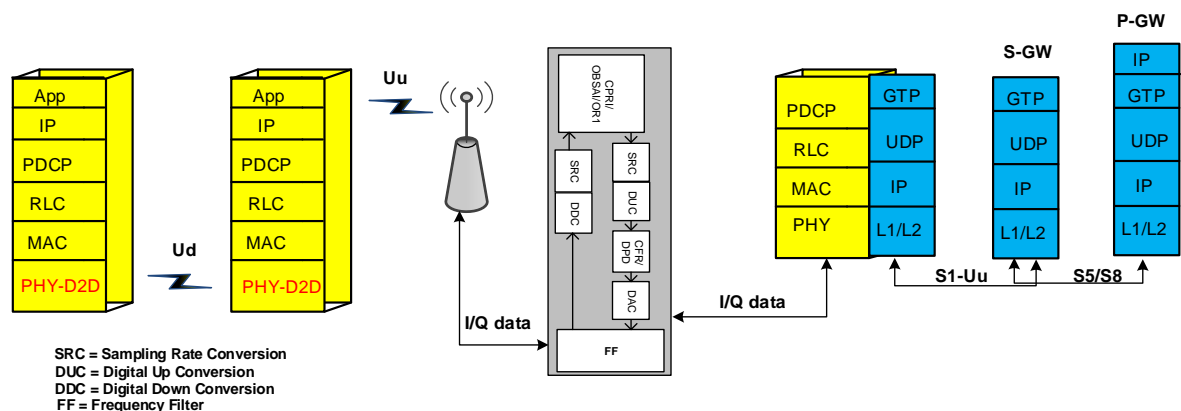 P-GW
S-GW
Uu
App
IP
PDCP
RLC
MAC
PHY-D2D
Ud
App
IP
PDCP
RLC
MAC
PHY-D2D
CPRI/
OBSAI/OR1
SRC
DDC
SRC
DUC
CFR/
DPD
DAC
FF
I/Q data
I/Q data
PDCP
RLC
MAC
PHY
GTP
UDP
IP
L1/L2
S1-Uu
GTP
UDP
IP
L1/L2
S5/S8
IP
GTP
UDP
IP
L1/L2
SRC = Sampling Rate Conversion
DUC = Digital Up Conversion
DDC = Digital Down Conversion
FF = Frequency Filter